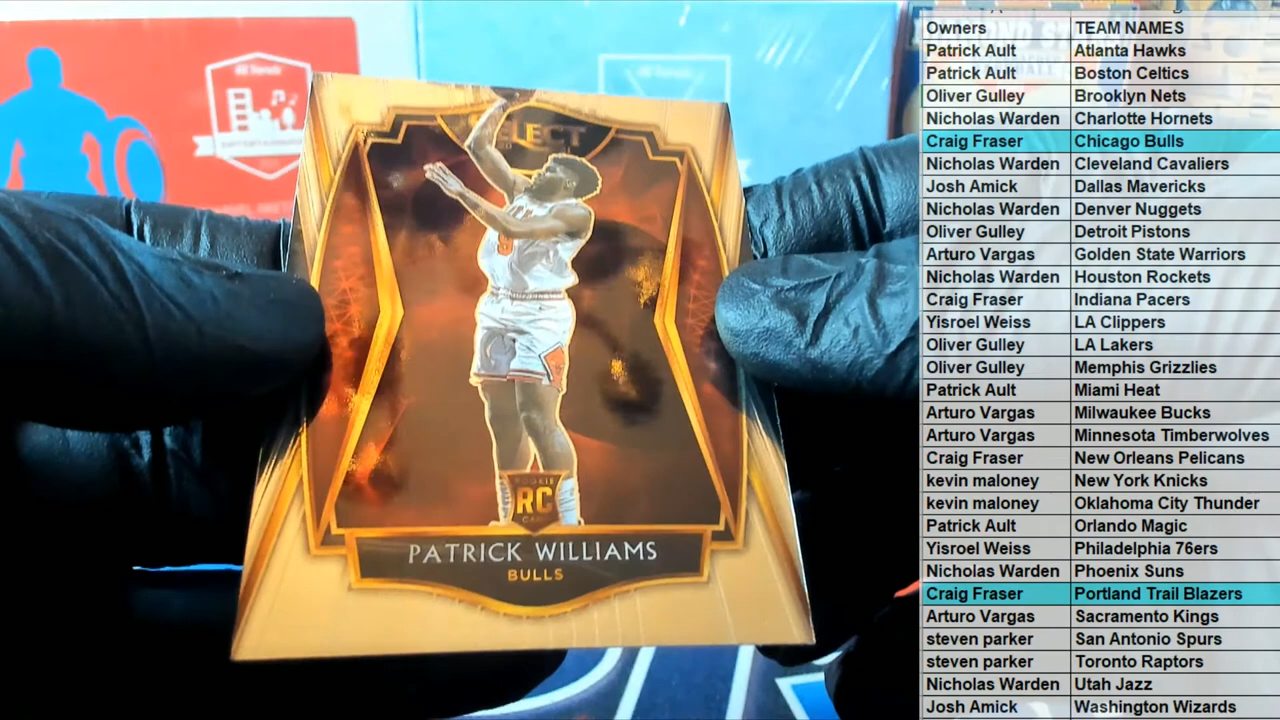 SELECT
ROOKIE
RC
CARD
PATRICK WILLIAMS
BULLS
Owners TEAM NAMES
Patrick Ault Atlanta Hawks
Patrick Ault Boston Celtics
Oliver Gulley Brooklyn Nets
Nicholas Warden Charlotte Hornets
Craig Fraser Chicago Bulls
Nicholas Warden Cleveland Cavaliers
Josh Amick Dallas Mavericks
Nicholas Warden Denver Nuggets
Oliver Gulley Detroit Pistons
Arturo Vargas Golden State Warriors
Nicholas Warden Houston Rockets
Craig Fraser Indiana Pacers
Yisroel Weiss LA Clippers
Oliver Gulley LA Lakers
Oliver Gulley Memphis Grizzlies
Patrick Ault Miami Heat
Arturo Vargas Milwaukee Bucks
Arturo Vargas Minnesota Timberwolves
Craig Fraser New Orleans Pelicans
kevin maloney New York Knicks
kevin maloney Oklahoma City Thunder
Patrick Ault Orlando Magic
Yisroel Weiss Philadelphia 76ers
Nicholas Warden Phoenix Suns
Craig Fraser Portland Trail Blazers
Arturo Vargas Sacramento Kings
steven parker San Antonio Spurs
steven parker Toronto Raptors
Nicholas Warden Utah Jazz
Josh Amick Washington Wizards